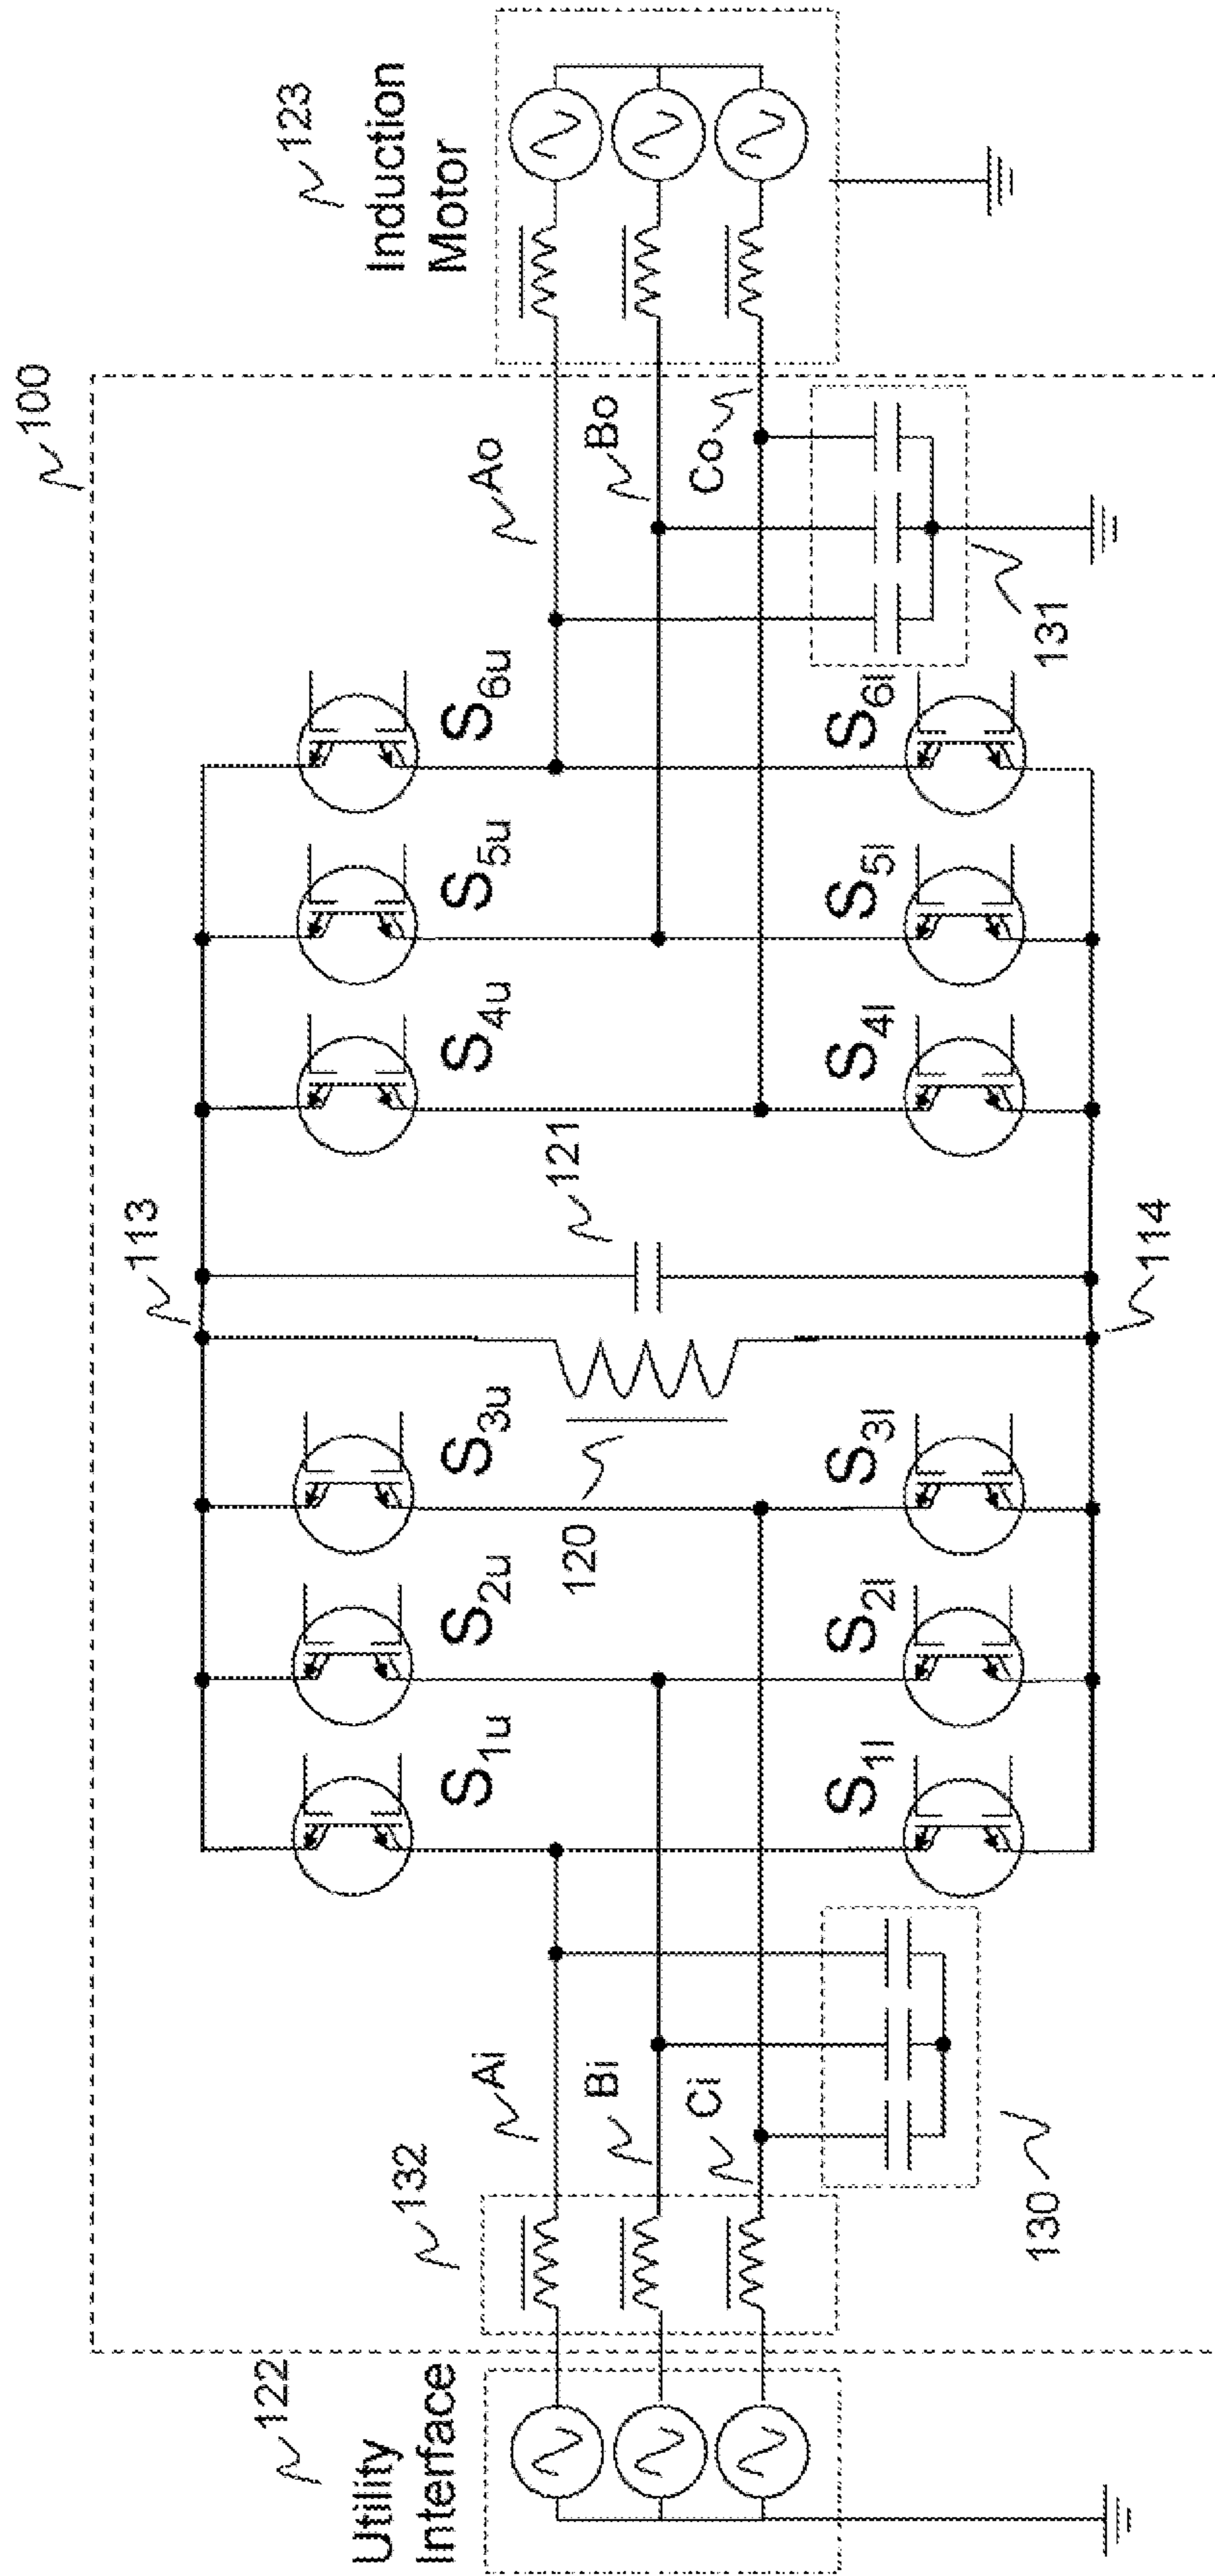 100
122
Utility
Interface
132
Ai
Bi
Ci
130
S1u
S2u
S3u
S1l
S2l
S3l
113
120
121
114
S4u
S5u
S6u
S4l
S5l
S6l
Ao
Bo
Co
131
123
Induction
Motor